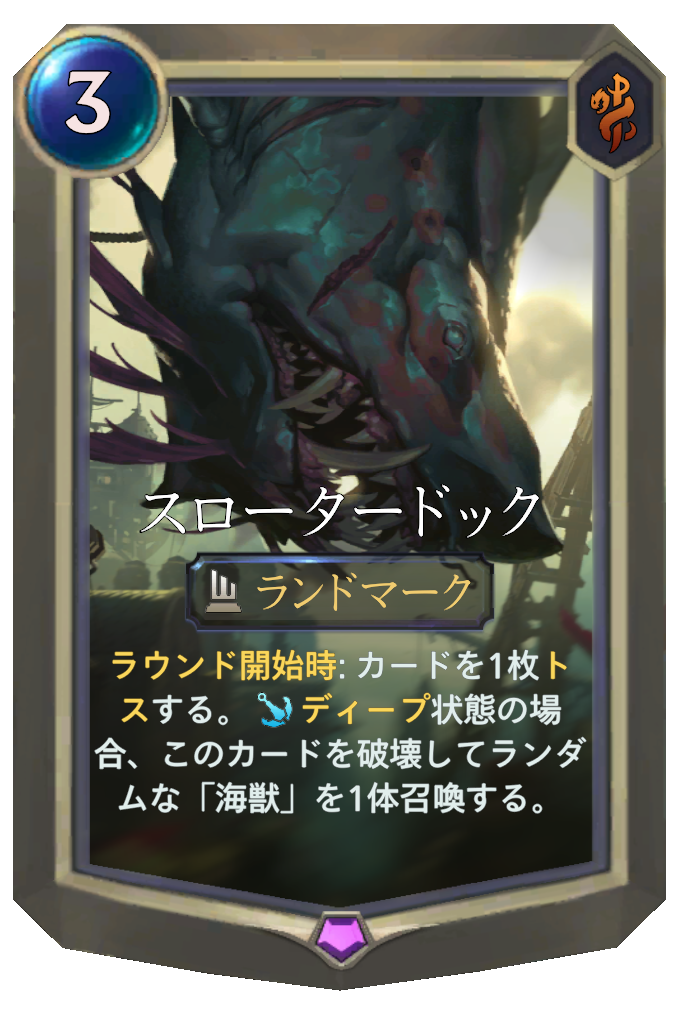 3
スロータードック
ランドマーク
ラウンド開始時: カードを1枚ト
スする。 ディープ状態の場
合、このカードを破壊してランダ
ムな「海獣」を1体召喚する。